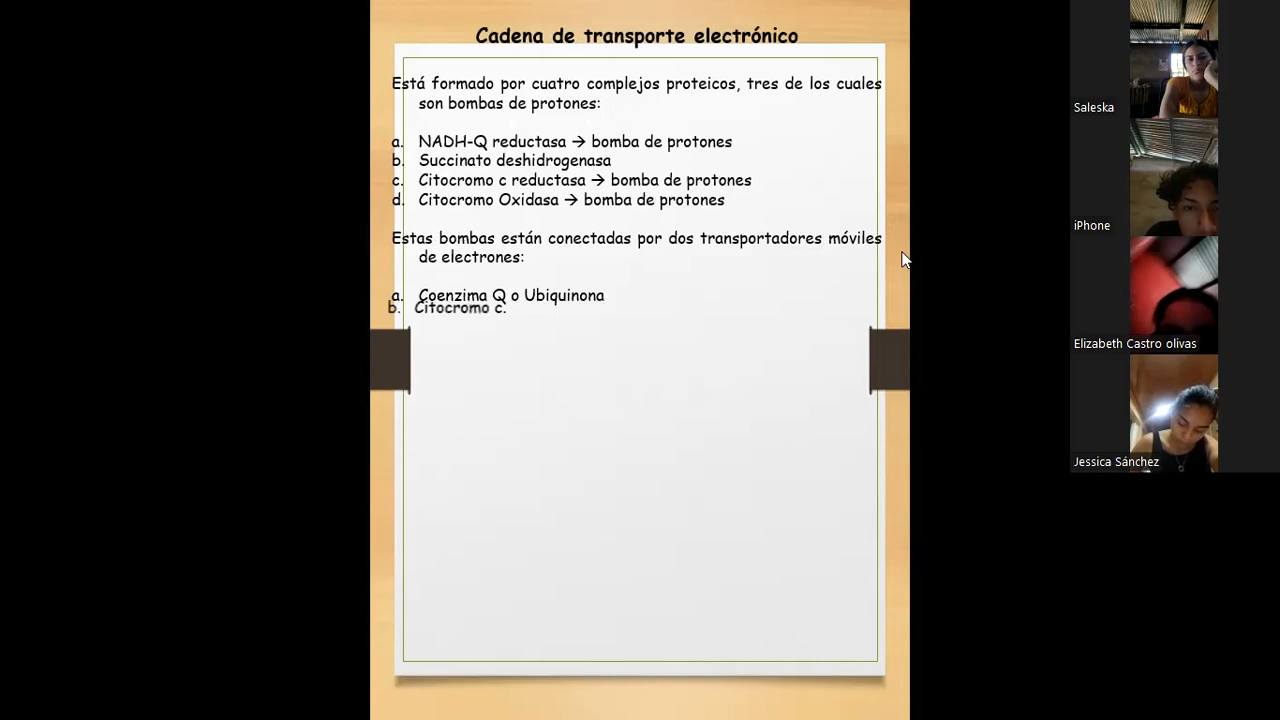 Cadena de transporte electrónico
Está formado por cuatro complejos proteicos, tres de los cuales
son bombas de protones:
a. NADH-Q reductasa → bomba de protones
b. Succinato deshidrogenasa
c. Citocromo c reductasa → bomba de protones
d. Citocromo Oxidasa → bomba de protones
Estas bombas están conectadas por dos transportadores móviles
de electrones:
a. Coenzima Q o Ubiquinona
b. Citocromo c.
Saleska
iPhone
Elizabeth Castro olivas
Jessica Sánchez